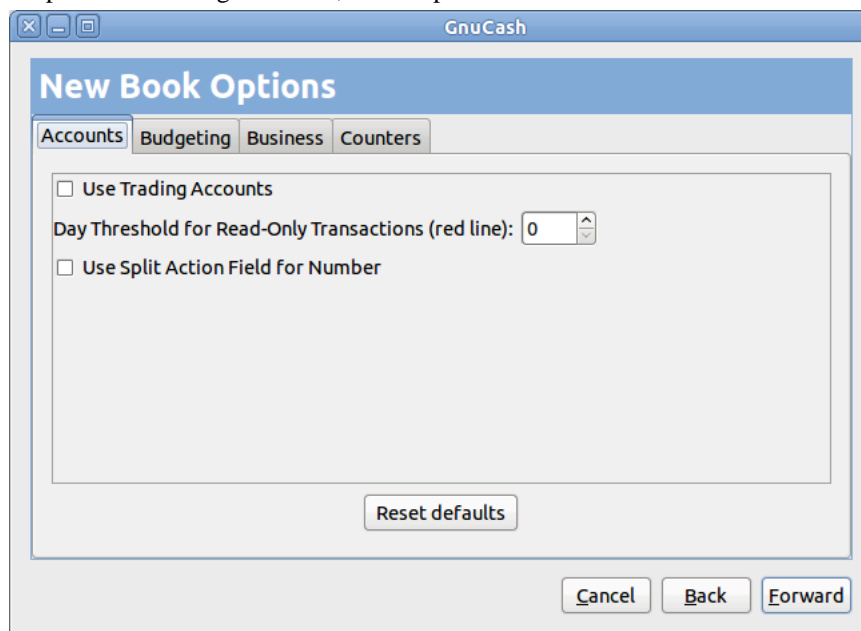 GnuCash
New Book Options
Accounts Budgeting Business Counters
Use Trading Accounts
Day Threshold for Read-Only Transactions (red line): 0
Use Split Action Field for Number
Reset defaults
Cancel Back Forward